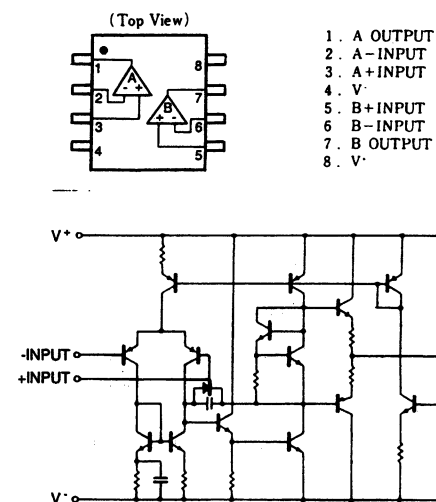 (Top View)
1 . A OUTPUT
2 . A−INPUT
3 . A+INPUT
4 . V-
5 . B+INPUT
6 B−INPUT
7 . B OUTPUT
8 . V+
1
2
3
4
8
7
6
5
A
- +
B
+ -
V+
-INPUT
+INPUT
V-